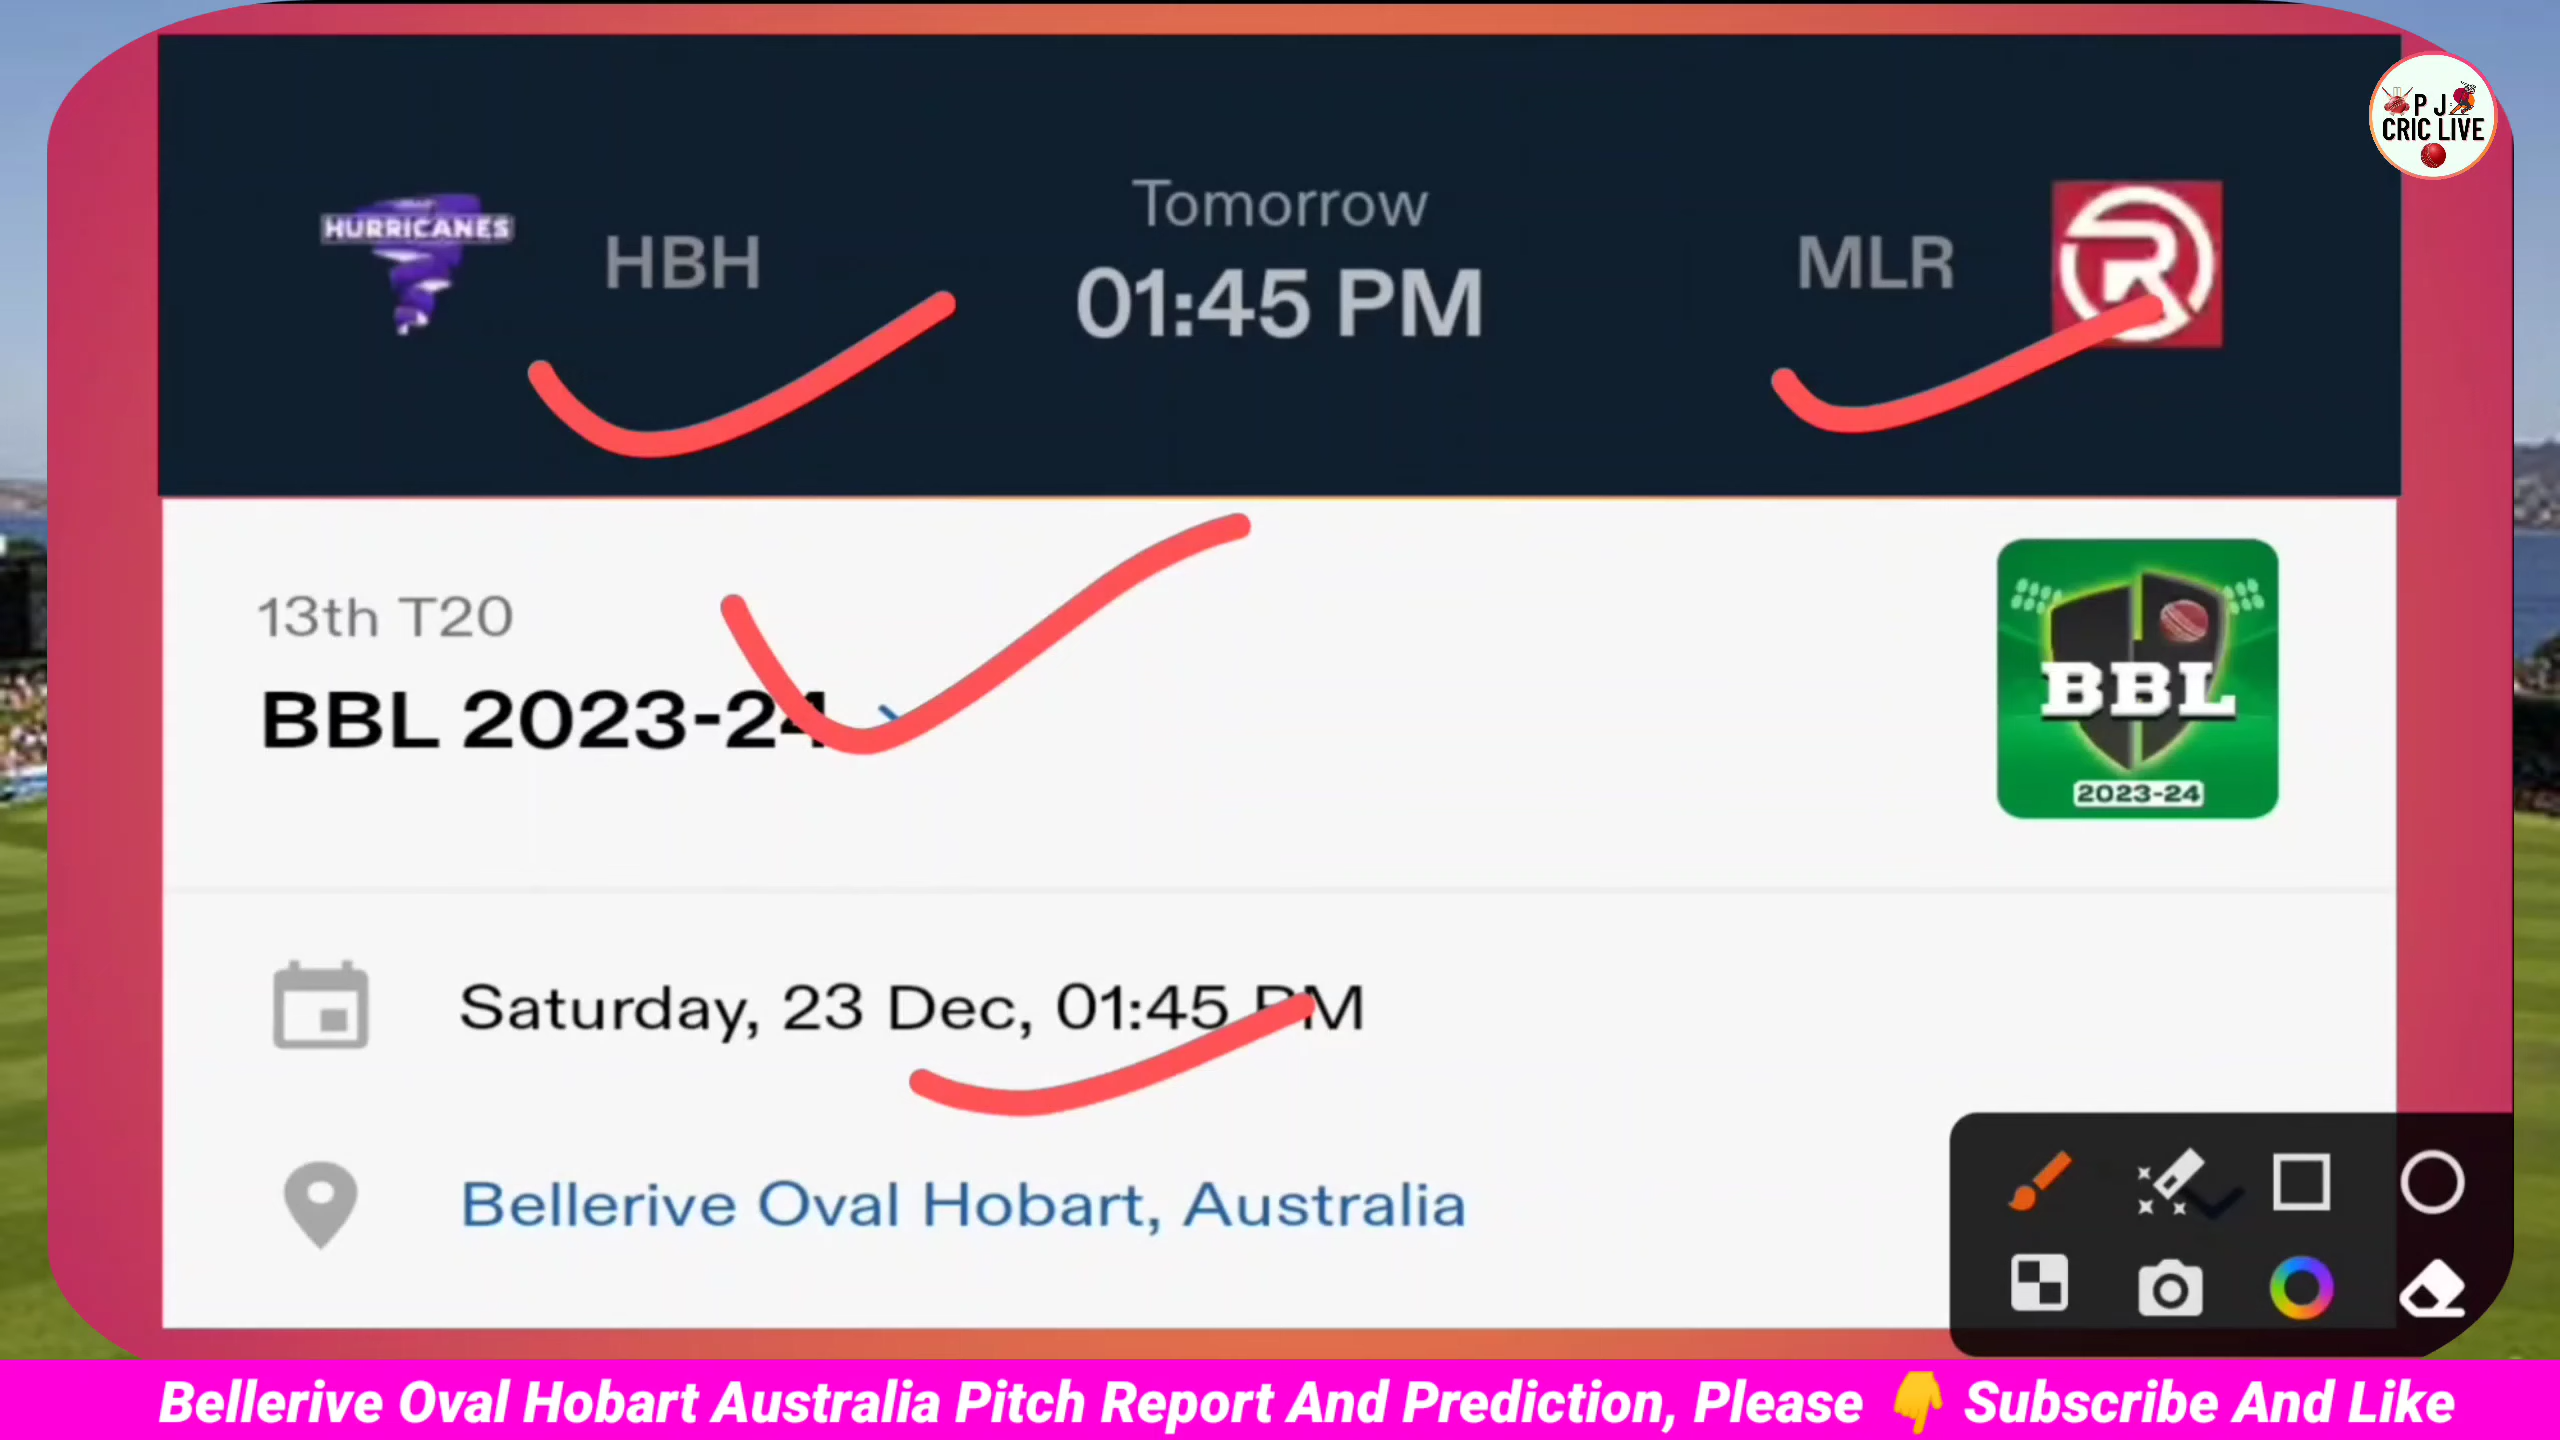 P J
CRIC LIVE
HURRICANES
HBH
Tomorrow
01:45 PM
MLR
R
13th T20
BBL 2023-24
BBL
2023-24
Saturday, 23 Dec, 01:45 PM
Bellerive Oval Hobart, Australia
Bellerive Oval Hobart Australia Pitch Report And Prediction, Please 👇 Subscribe And Like